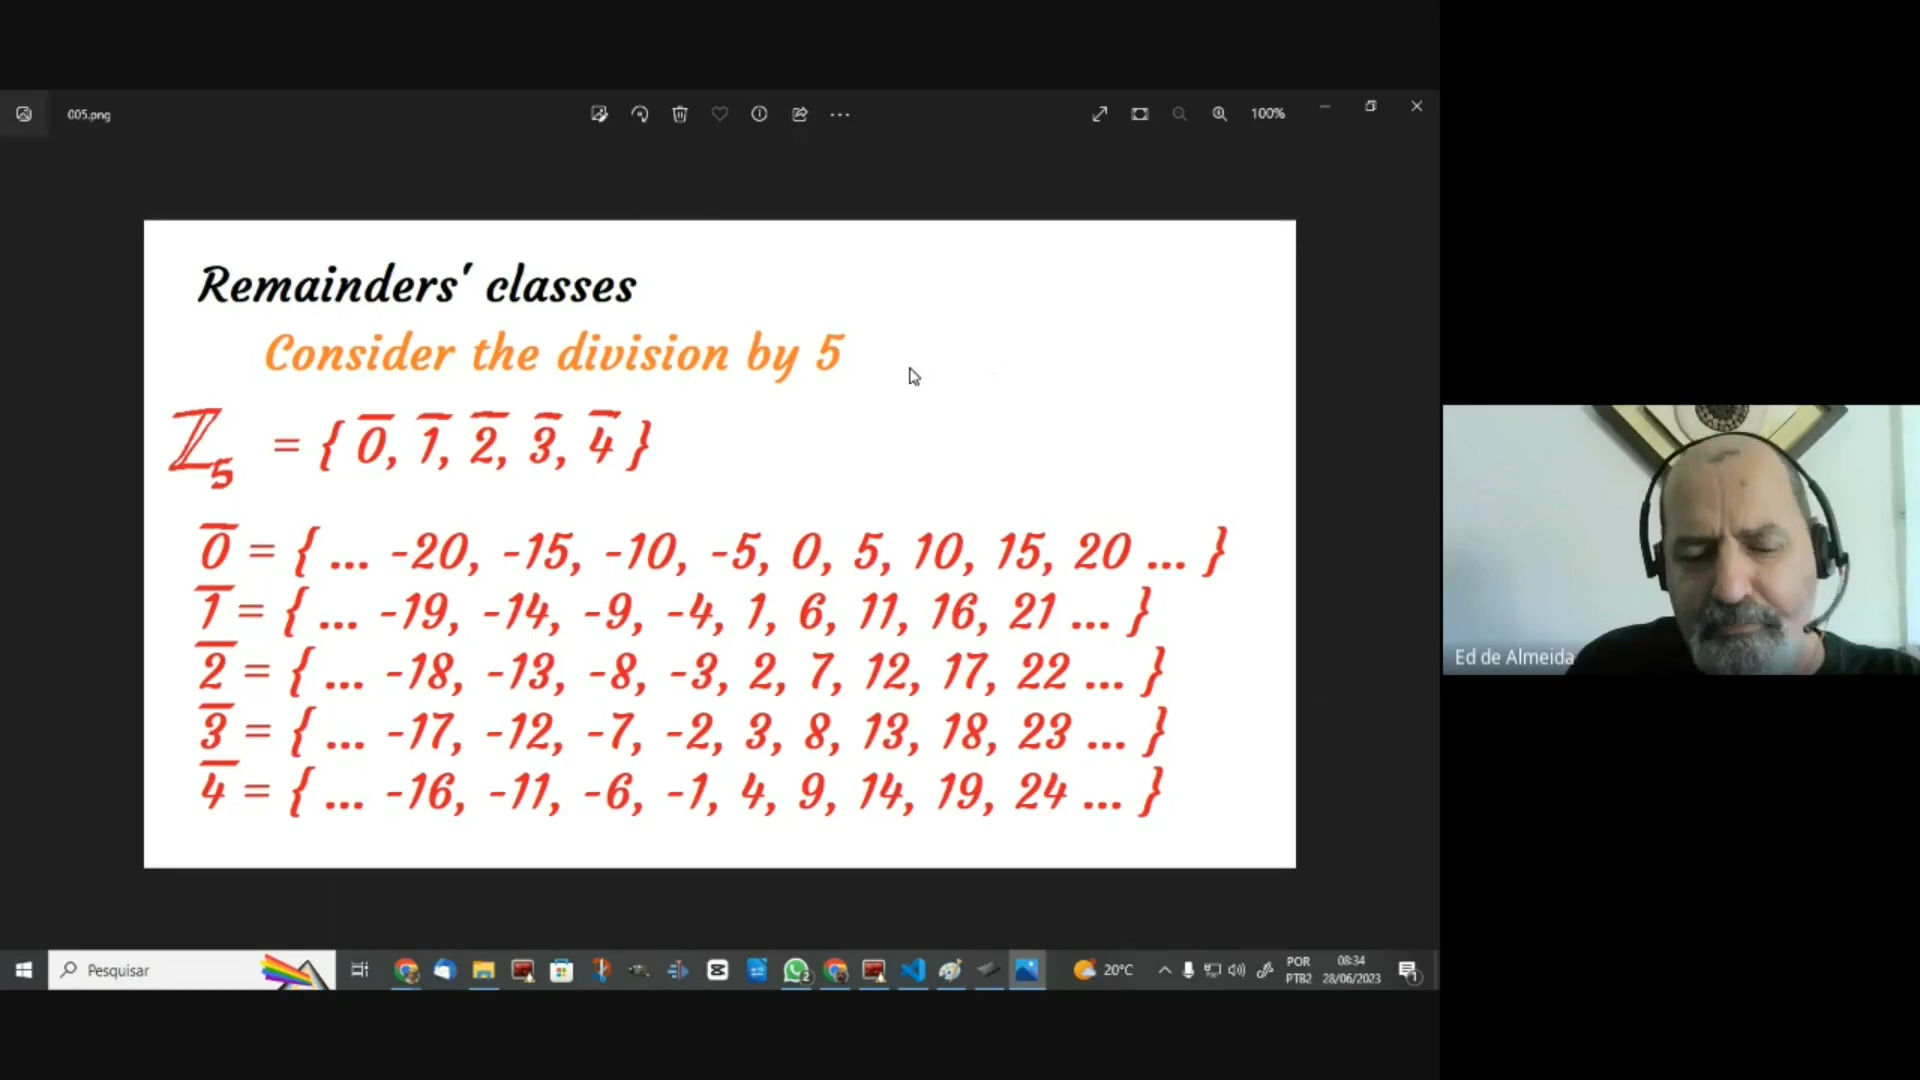 005.png
100%
Remainders' classes
Consider the division by 5
ℤ₅ = { 0̅, 1̅, 2̅, 3̅, 4̅ }
0̅ = { ... -20, -15, -10, -5, 0, 5, 10, 15, 20 ... }
1̅ = { ... -19, -14, -9, -4, 1, 6, 11, 16, 21 ... }
2̅ = { ... -18, -13, -8, -3, 2, 7, 12, 17, 22 ... }
3̅ = { ... -17, -12, -7, -2, 3, 8, 13, 18, 23 ... }
4̅ = { ... -16, -11, -6, -1, 4, 9, 14, 19, 24 ... }
Ed de Almeida
Pesquisar
2
20°C
POR
PTB2
08:34
28/06/2023
1